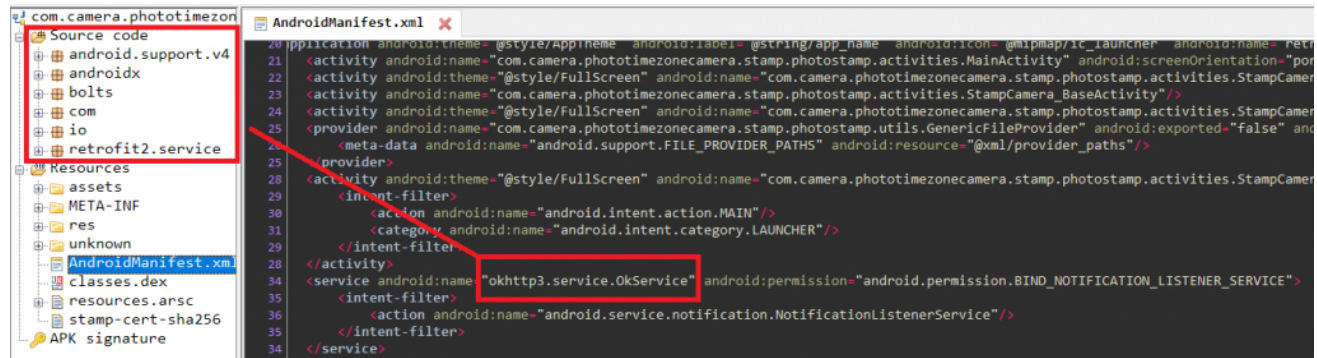 com.camera.phototimezon
Source code
android.support.v4
androidx
bolts
com
io
retrofit2.service
Resources
assets
META-INF
res
unknown
AndroidManifest.xml
classes.dex
resources.arsc
stamp-cert-sha256
APK signature
AndroidManifest.xml
20 pplication android:theme="@style/AppTheme" android:label="@string/app_name" android:icon="@mipmap/ic_launcher" android:name="retr
21 <activity android:name="com.camera.phototimezonecamera.stamp.photostamp.activities.MainActivity" android:screenOrientation="por
22 <activity android:theme="@style/FullScreen" android:name="com.camera.phototimezonecamera.stamp.photostamp.activities.StampCamer
23 <activity android:name="com.camera.phototimezonecamera.stamp.photostamp.activities.StampCamera_BaseActivity"/>
24 <activity android:theme="@style/FullScreen" android:name="com.camera.phototimezonecamera.stamp.photostamp.activities.StampCamer
25 <provider android:name="com.camera.phototimezonecamera.stamp.photostamp.utils.GenericFileProvider" android:exported="false" and
26 <meta-data android:name="android.support.FILE_PROVIDER_PATHS" android:resource="@xml/provider_paths"/>
25 </provider>
28 <activity android:theme="@style/FullScreen" android:name="com.camera.phototimezonecamera.stamp.photostamp.activities.StampCamer
29 <intent-filter>
30 <action android:name="android.intent.action.MAIN"/>
31 <category android:name="android.intent.category.LAUNCHER"/>
29 </intent-filter>
28 </activity>
34 <service android:name="okhttp3.service.OkService" android:permission="android.permission.BIND_NOTIFICATION_LISTENER_SERVICE">
35 <intent-filter>
36 <action android:name="android.service.notification.NotificationListenerService"/>
35 </intent-filter>
34 </service>